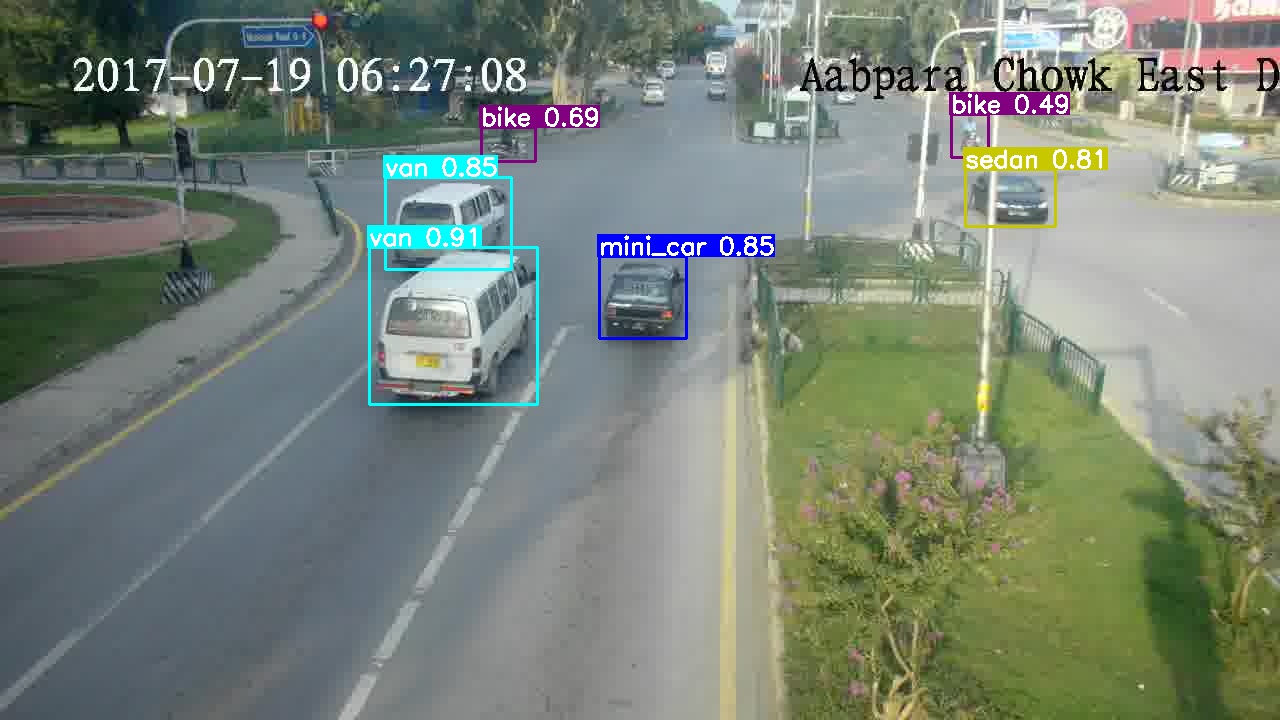 2017-07-19 06:27:08
Aabpara Chowk East D
bike 0.69
bike 0.49
van 0.85
sedan 0.81
van 0.91
mini_car 0.85